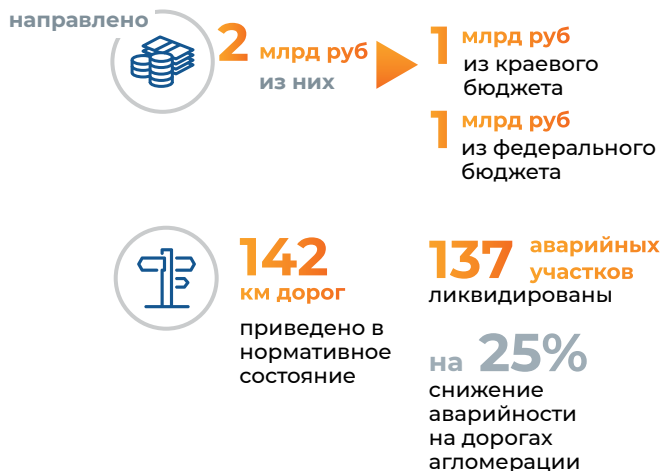 направлено
2 млрд руб
из них
1 млрд руб
из краевого
бюджета
1 млрд руб
из федерального
бюджета
142
км дорог
приведено в
нормативное
состояние
137 аварийных
участков
ликвидированы
на 25%
снижение
аварийности
на дорогах
агломерации